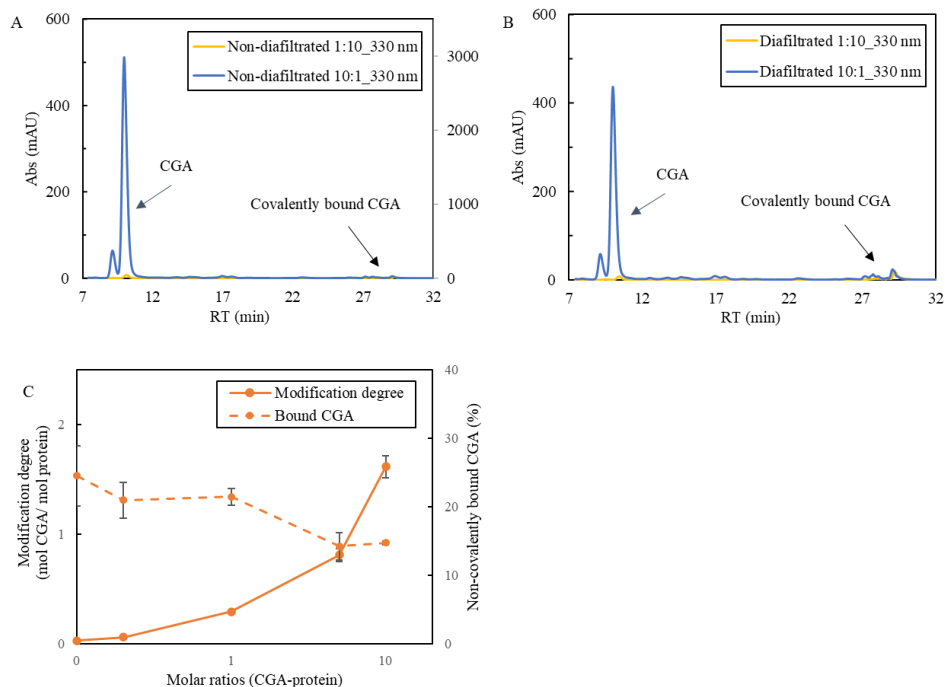 A
600
400
200
0
Abs (mAU)
Non-diafiltrated 1:10_330 nm
Non-diafiltrated 10:1_330 nm
CGA
Covalently bound CGA
3000
2000
1000
0
7 12 17 22 27 32
RT (min)
B
600
400
200
0
Abs (mAU)
Diafiltrated 1:10_330 nm
Diafiltrated 10:1_330 nm
CGA
Covalently bound CGA
7 12 17 22 27 32
RT (min)
C
2
1
0
Modification degree
(mol CGA/ mol protein)
Modification degree
Bound CGA
40
30
20
10
0
Non-covalently bound CGA (%)
0 1 10
Molar ratios (CGA-protein)